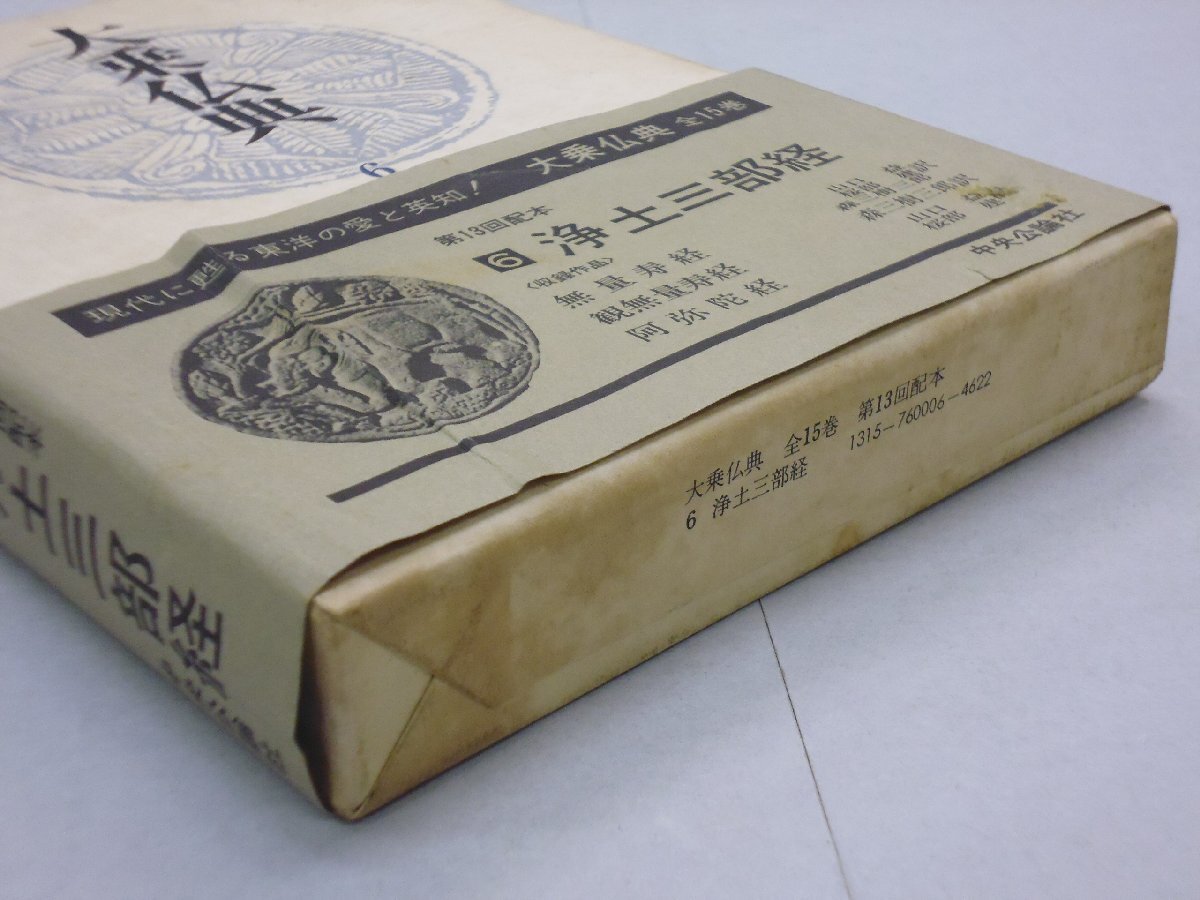 大乗仏典
6
現代に甦る東洋の愛と英知! 大乗仏典 全15巻
第13回配本
6 浄土三部経
〈収録作品〉
無量寿経
観無量寿経
阿弥陀経
中央公論社
大乗仏典 全15巻 第13回配本
6 浄土三部経 1315-760006-4622
土三部経